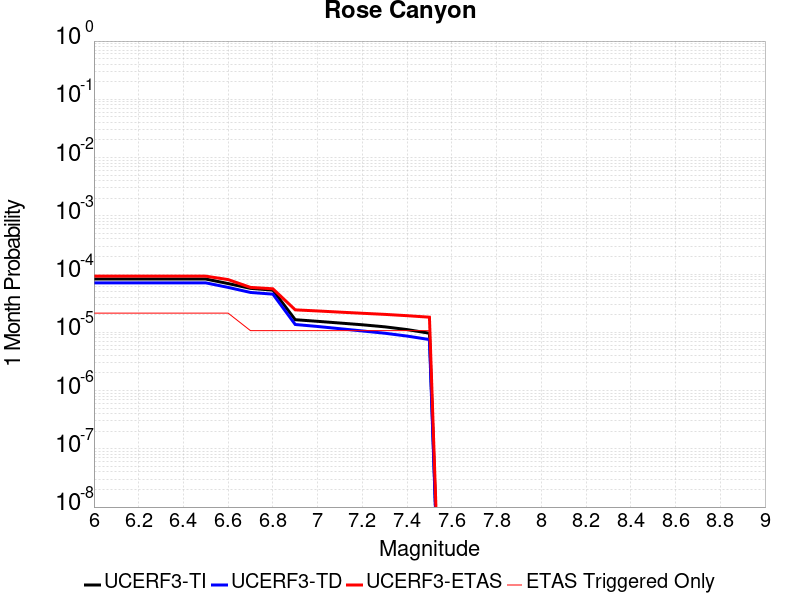 Rose Canyon
10^0
10^-1
10^-2
10^-3
10^-4
10^-5
10^-6
10^-7
10^-8
1 Month Probability
6 6.2 6.4 6.6 6.8 7 7.2 7.4 7.6 7.8 8 8.2 8.4 8.6 8.8 9
Magnitude
UCERF3-TI UCERF3-TD UCERF3-ETAS ETAS Triggered Only